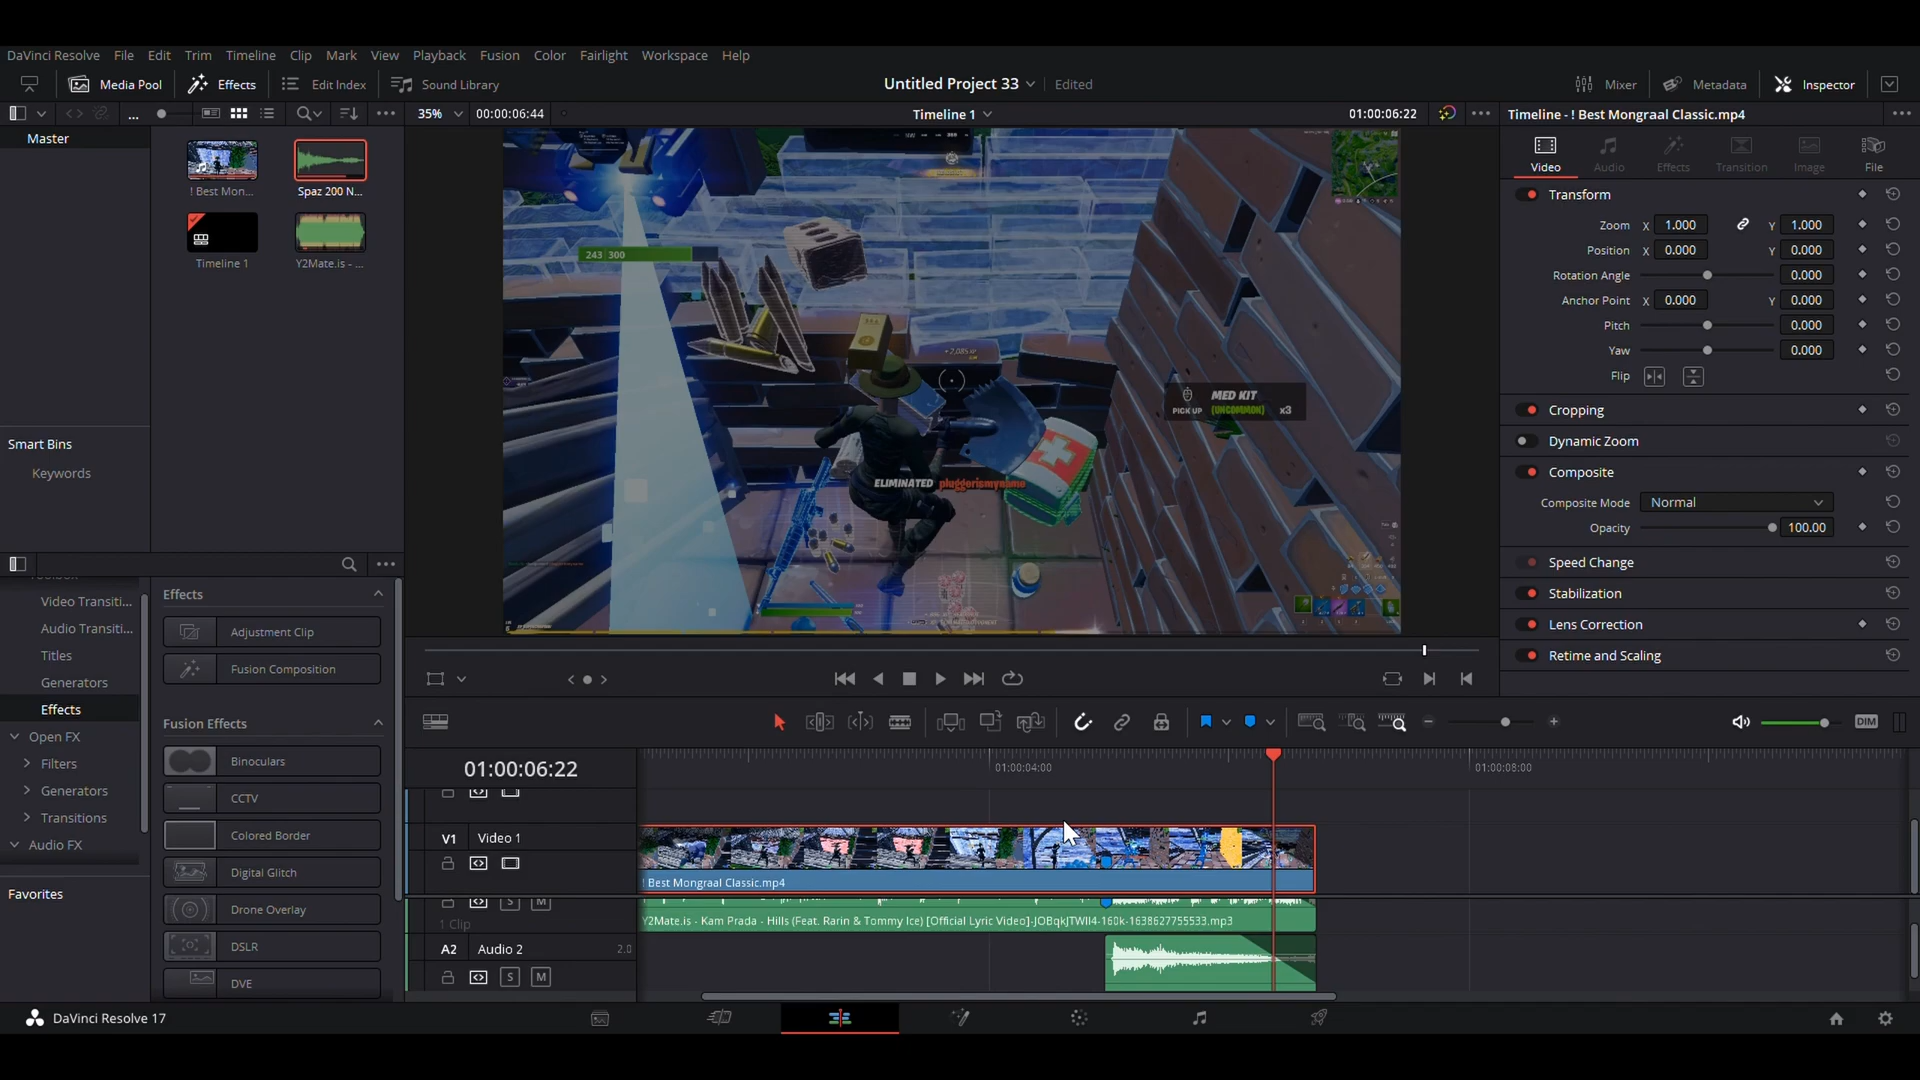 DaVinci Resolve File Edit Trim Timeline Clip Mark View Playback Fusion Color Fairlight Workspace Help
Media Pool Effects Edit Index Sound Library Untitled Project 33 Edited Mixer Metadata Inspector
... 35% 00:00:06:44 Timeline 1 01:00:06:22 Timeline - ! Best Mongraal Classic.mp4
Master
! Best Mon...
Spaz 200 N...
Timeline 1
Y2Mate.is - ...
Smart Bins
Keywords
243 | 300
+2,085 XP
MED KIT
PICK UP (UNCOMMON) x3
ELIMINATED pluggerismyname
Video Audio Effects Transition Image File
Transform
Zoom X 1.000 Y 1.000
Position X 0.000 Y 0.000
Rotation Angle 0.000
Anchor Point X 0.000 Y 0.000
Pitch 0.000
Yaw 0.000
Flip
Cropping
Dynamic Zoom
Composite
Composite Mode Normal
Opacity 100.00
Speed Change
Stabilization
Lens Correction
Retime and Scaling
Video Transiti...
Audio Transiti...
Titles
Generators
Effects
Open FX
Filters
Generators
Transitions
Audio FX
Favorites
Effects
Adjustment Clip
Fusion Composition
Fusion Effects
Binoculars
CCTV
Colored Border
Digital Glitch
Drone Overlay
DSLR
DVE
DIM
01:00:06:22
01:00:04:00
01:00:08:00
V1 Video 1
! Best Mongraal Classic.mp4
S M
1 Clip
Y2Mate.is - Kam Prada - Hills (Feat. Rarin & Tommy Ice) [Official Lyric Video]-JOBqkJTWlI4-160k-1638627755533.mp3
A2 Audio 2 2.0
S M
DaVinci Resolve 17